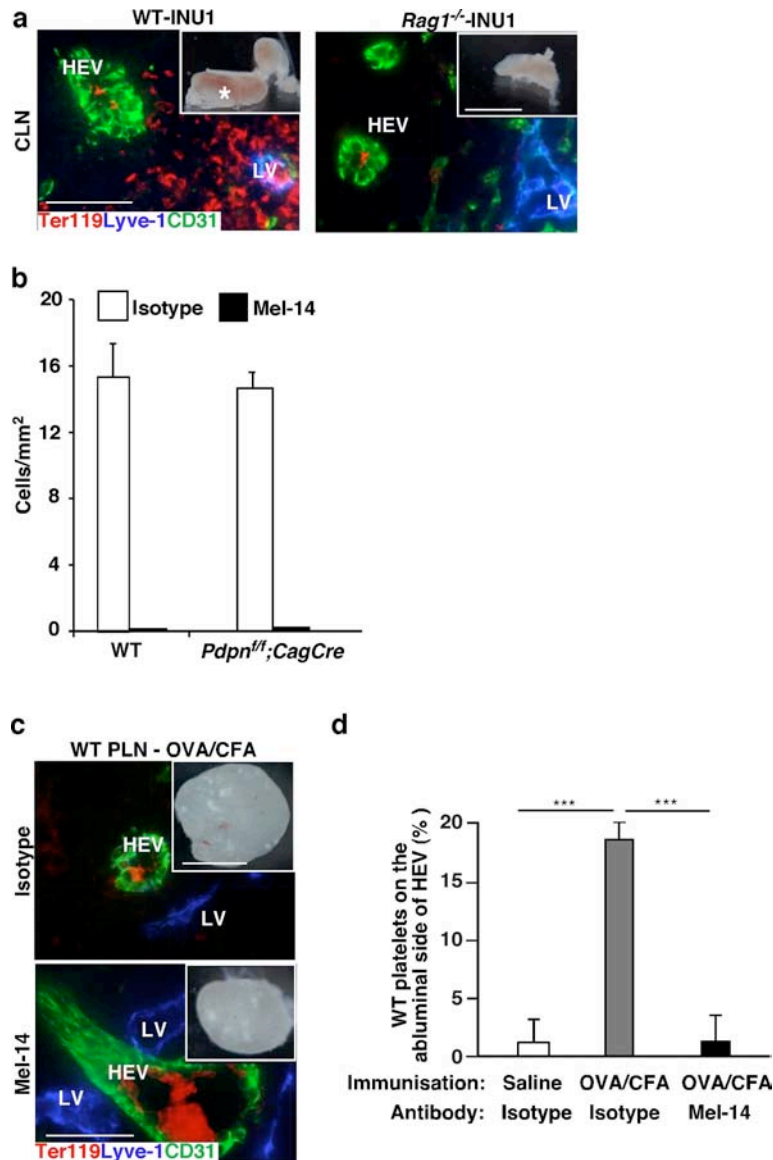 a
WT-INU1
Rag1-/--INU1
CLN
HEV
*
LV
HEV
LV
Ter119Lyve-1CD31
b
20
16
12
8
4
0
Cells/mm2
Isotype
Mel-14
WT
Pdpnf/f;CagCre
c
WT PLN - OVA/CFA
Isotype
HEV
LV
Mel-14
LV
HEV
LV
Ter119Lyve-1CD31
d
WT platelets on the
abluminal side of HEV (%)
20
15
10
5
0
***
***
Immunisation: Saline OVA/CFA OVA/CFA
Antibody: Isotype Isotype Mel-14